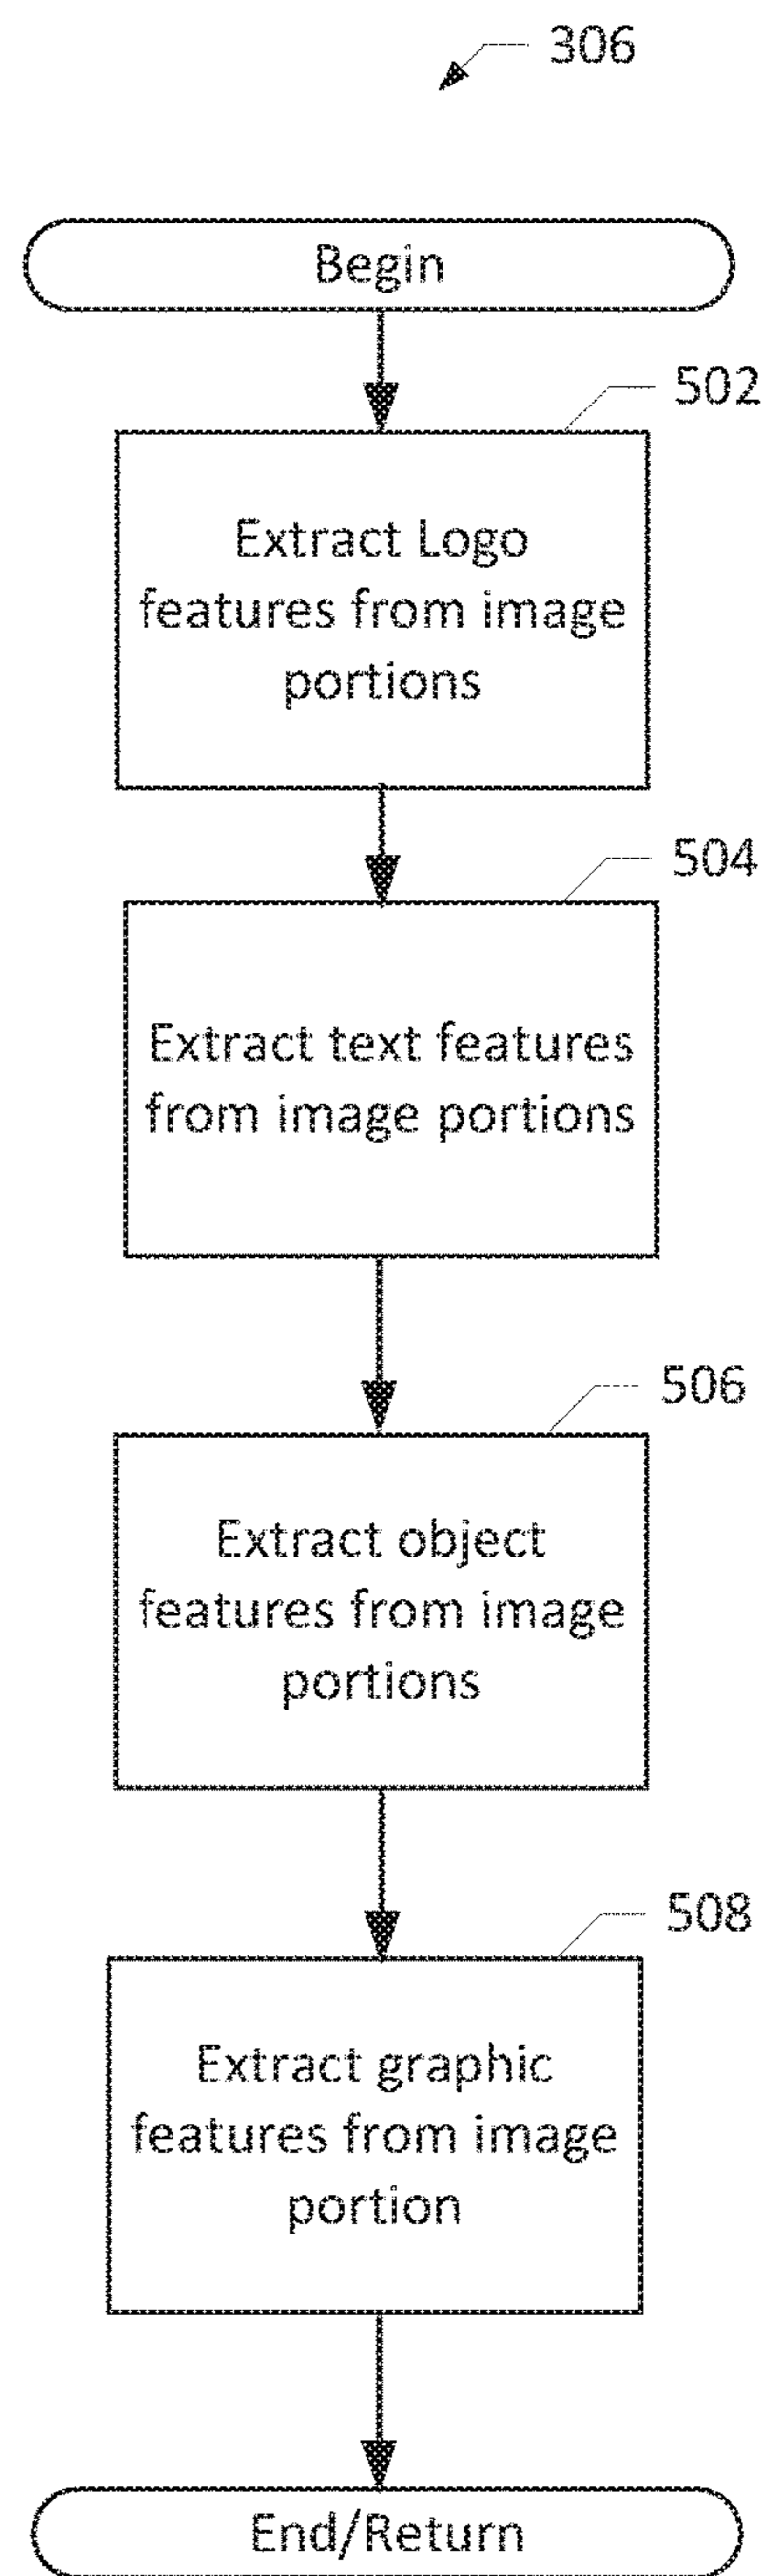 306
Begin
502
Extract Logo
features from image
portions
504
Extract text features
from image portions
506
Extract object
features from image
portions
508
Extract graphic
features from image
portion
End/Return